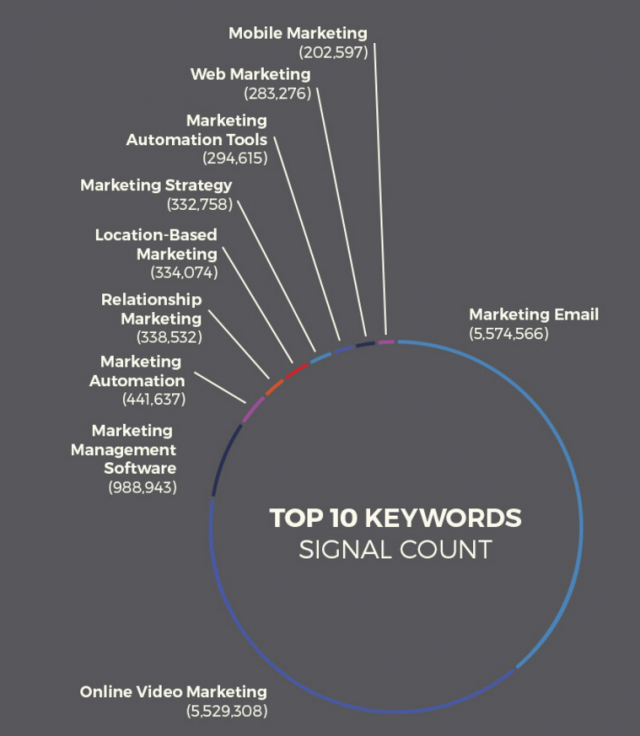 Mobile Marketing
(202,597)
Web Marketing
(283,276)
Marketing
Automation Tools
(294,615)
Marketing Strategy
(332,758)
Location-Based
Marketing
(334,074)
Relationship
Marketing
(338,532)
Marketing
Automation
(441,637)
Marketing
Management
Software
(988,943)
Online Video Marketing
(5,529,308)
Marketing Email
(5,574,566)
TOP 10 KEYWORDS
SIGNAL COUNT